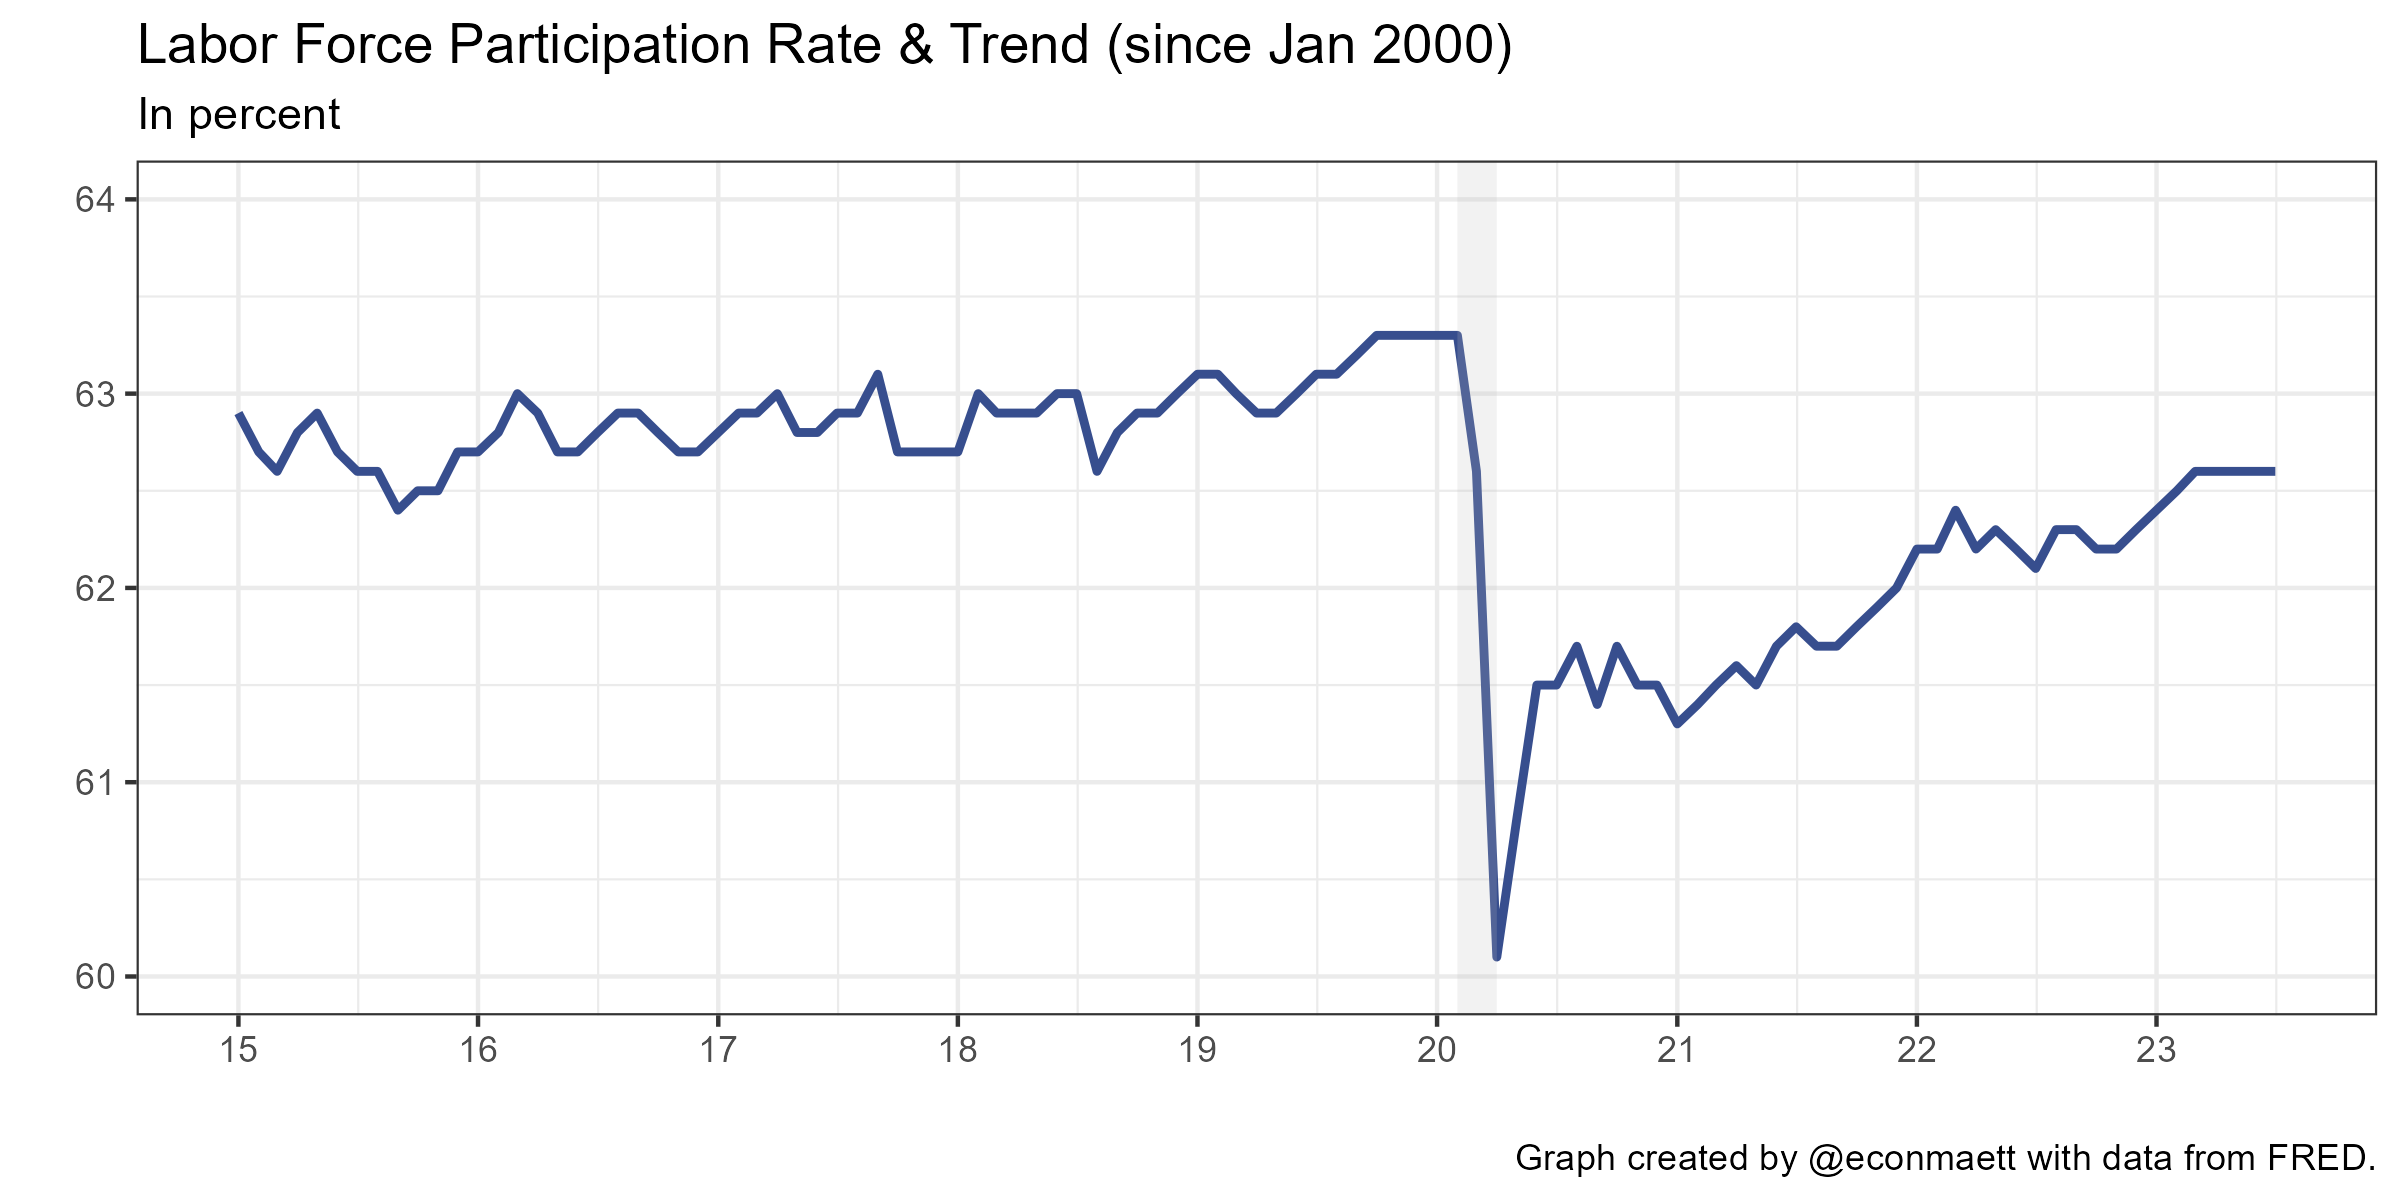 Labor Force Participation Rate & Trend (since Jan 2000)
In percent
64
63
62
61
60
15 16 17 18 19 20 21 22 23
Graph created by @econmaett with data from FRED.